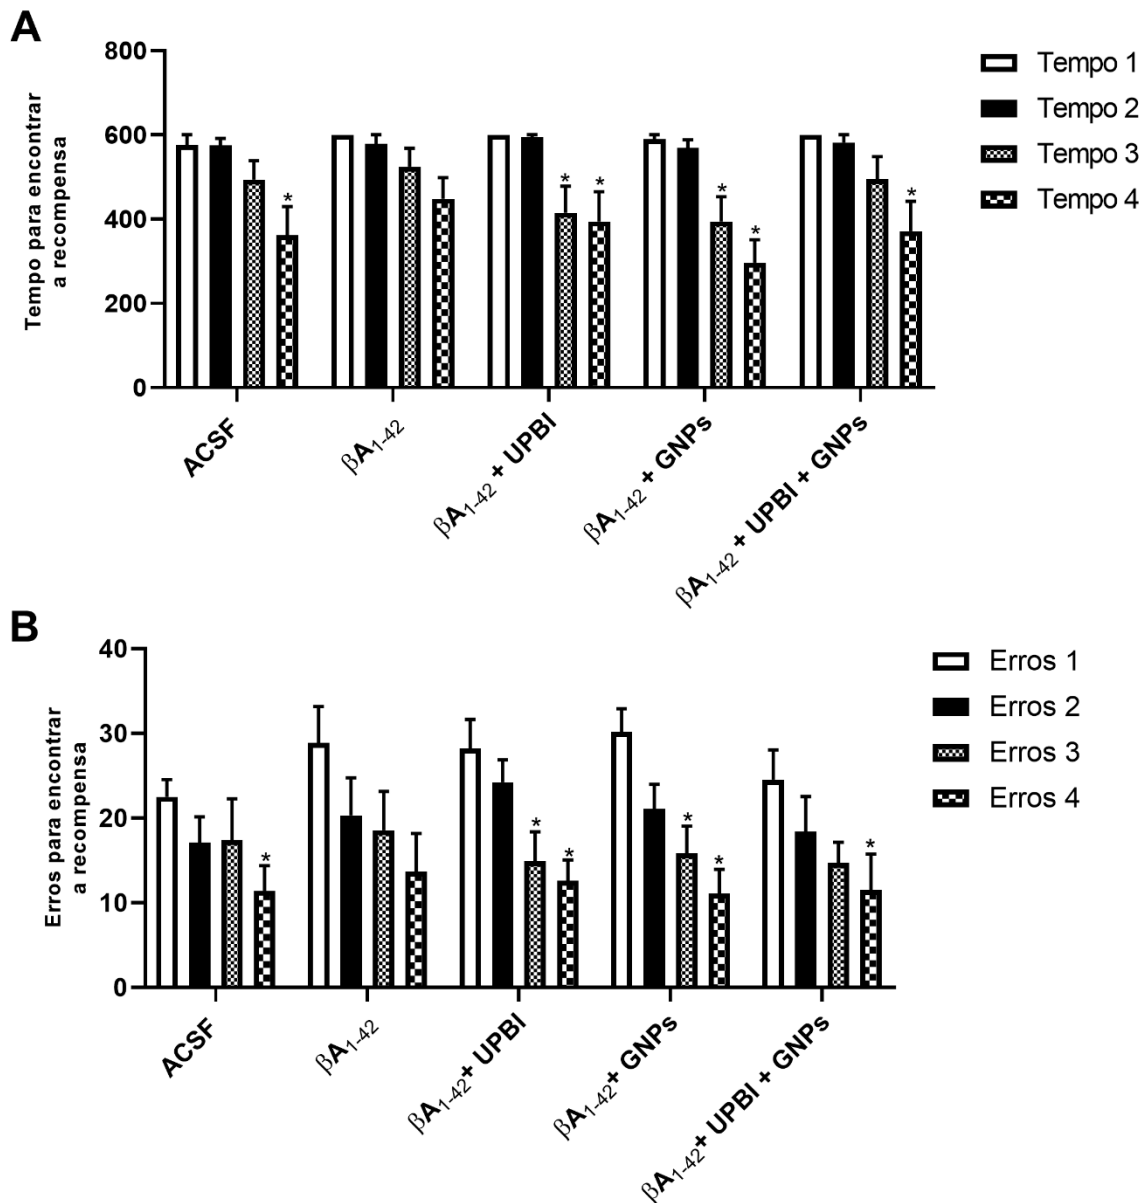 A
Tempo para encontrar
a recompensa
800
600
400
200
0
* * * * * *
ACSF
βA1-42
βA1-42 + UPBI
βA1-42 + GNPs
βA1-42 + UPBI + GNPs
Tempo 1
Tempo 2
Tempo 3
Tempo 4
B
Erros para encontrar
a recompensa
40
30
20
10
0
* * * * * *
ACSF
βA1-42
βA1-42+ UPBI
βA1-42+ GNPs
βA1-42+ UPBI + GNPs
Erros 1
Erros 2
Erros 3
Erros 4